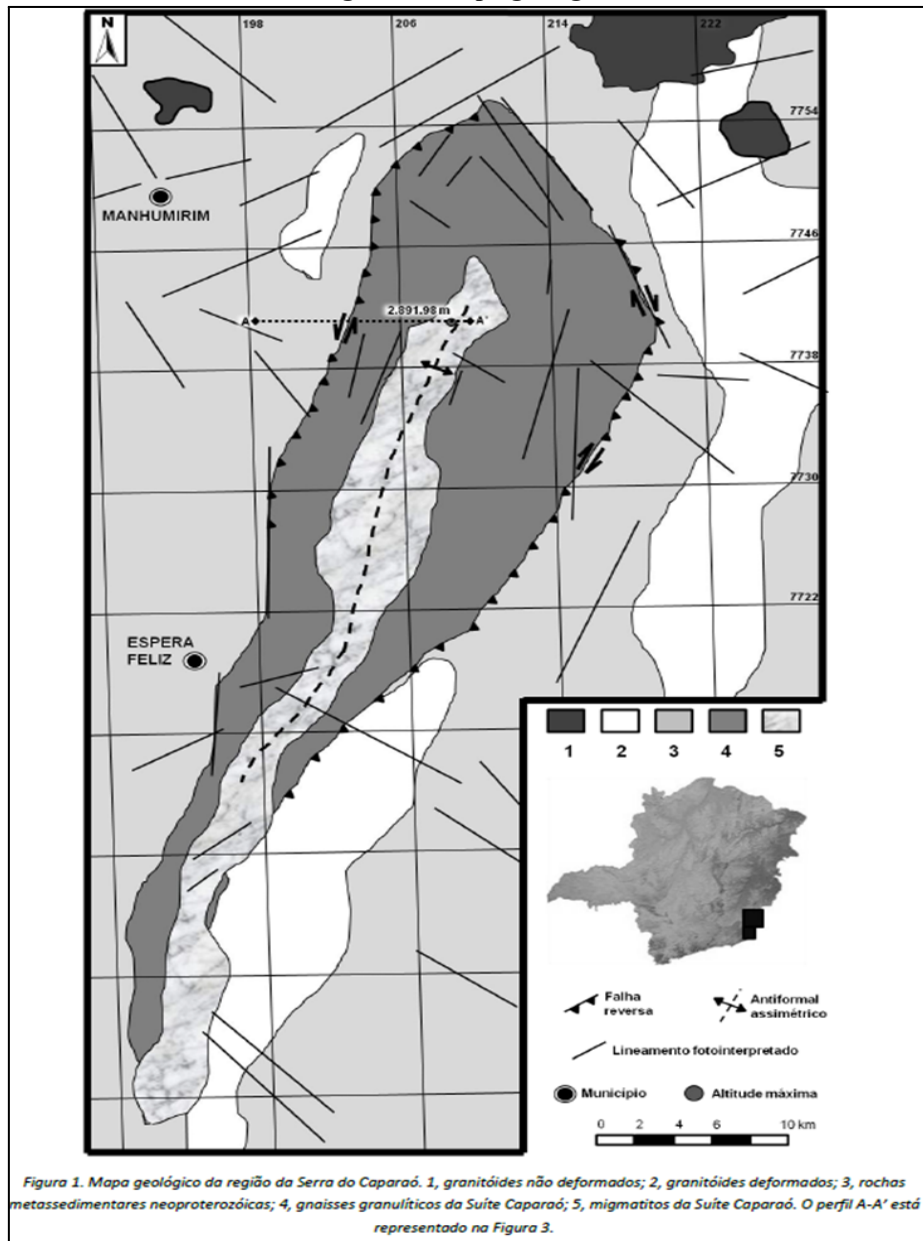 N
198
206
214
222
7754
MANHUMIRIM
7746
2.891.98 m
A
A'
7738
7730
7722
ESPERA
FELIZ
1 2 3 4 5
Falha
reversa
Antiformal
assimétrico
Lineamento fotointerpretado
Município
Altitude máxima
0 2 4 6 10 km
Figura 1. Mapa geológico da região da Serra do Caparaó. 1, granitóides não deformados; 2, granitóides deformados; 3, rochas
metassedimentares neoproterozóicas; 4, gnaisses granulíticos da Suíte Caparaó; 5, migmatitos da Suíte Caparaó. O perfil A-A' está
representado na Figura 3.